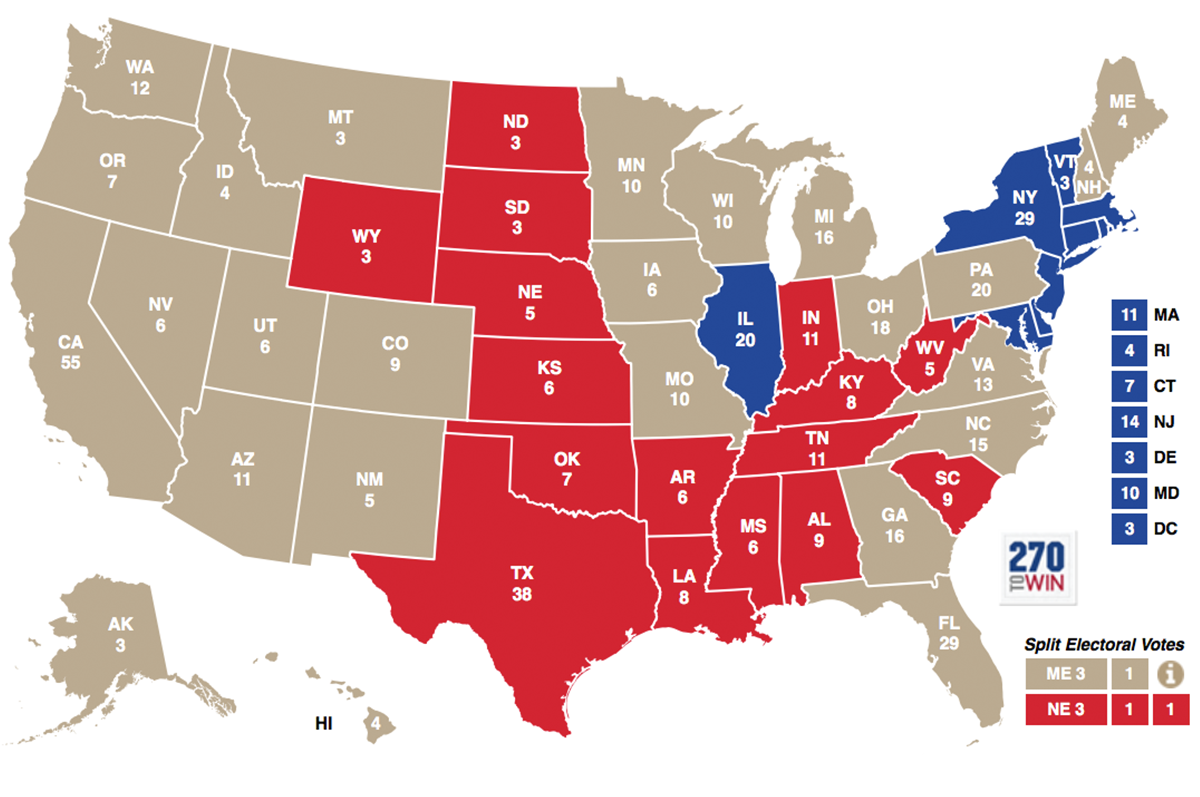 WA
12
OR
7
CA
55
NV
6
ID
4
MT
3
WY
3
UT
6
CO
9
AZ
11
NM
5
ND
3
SD
3
NE
5
KS
6
OK
7
TX
38
MN
10
IA
6
MO
10
AR
6
LA
8
WI
10
IL
20
MI
16
IN
11
OH
18
KY
8
TN
11
MS
6
AL
9
GA
16
FL
29
SC
9
NC
15
VA
13
WV
5
PA
20
NY
29
VT
3
4
NH
ME
4
AK
3
HI 4
11 MA
4 RI
7 CT
14 NJ
3 DE
10 MD
3 DC
270
TO WIN
Split Electoral Votes
ME 3 1 i
NE 3 1 1